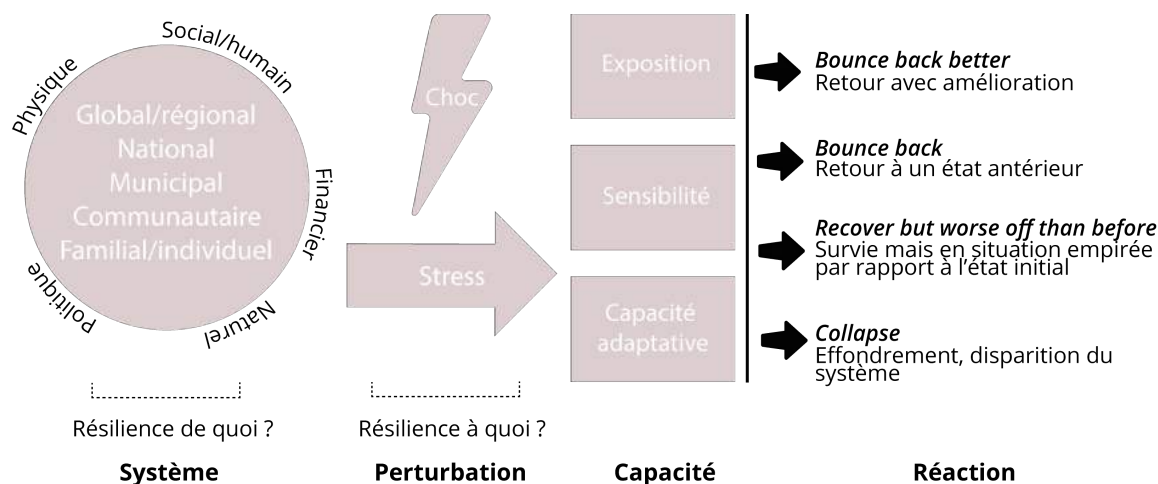 Social/humain
Physique
Financier
Politique
Naturel
Global/régional
National
Municipal
Communautaire
Familial/individuel
Résilience de quoi ?
Système
Choc
Stress
Résilience à quoi ?
Perturbation
Exposition
Sensibilité
Capacité
adaptative
Capacité
Bounce back better
Retour avec amélioration
Bounce back
Retour à un état antérieur
Recover but worse off than before
Survie mais en situation empirée
par rapport à l’état initial
Collapse
Effondrement, disparition du
système
Réaction